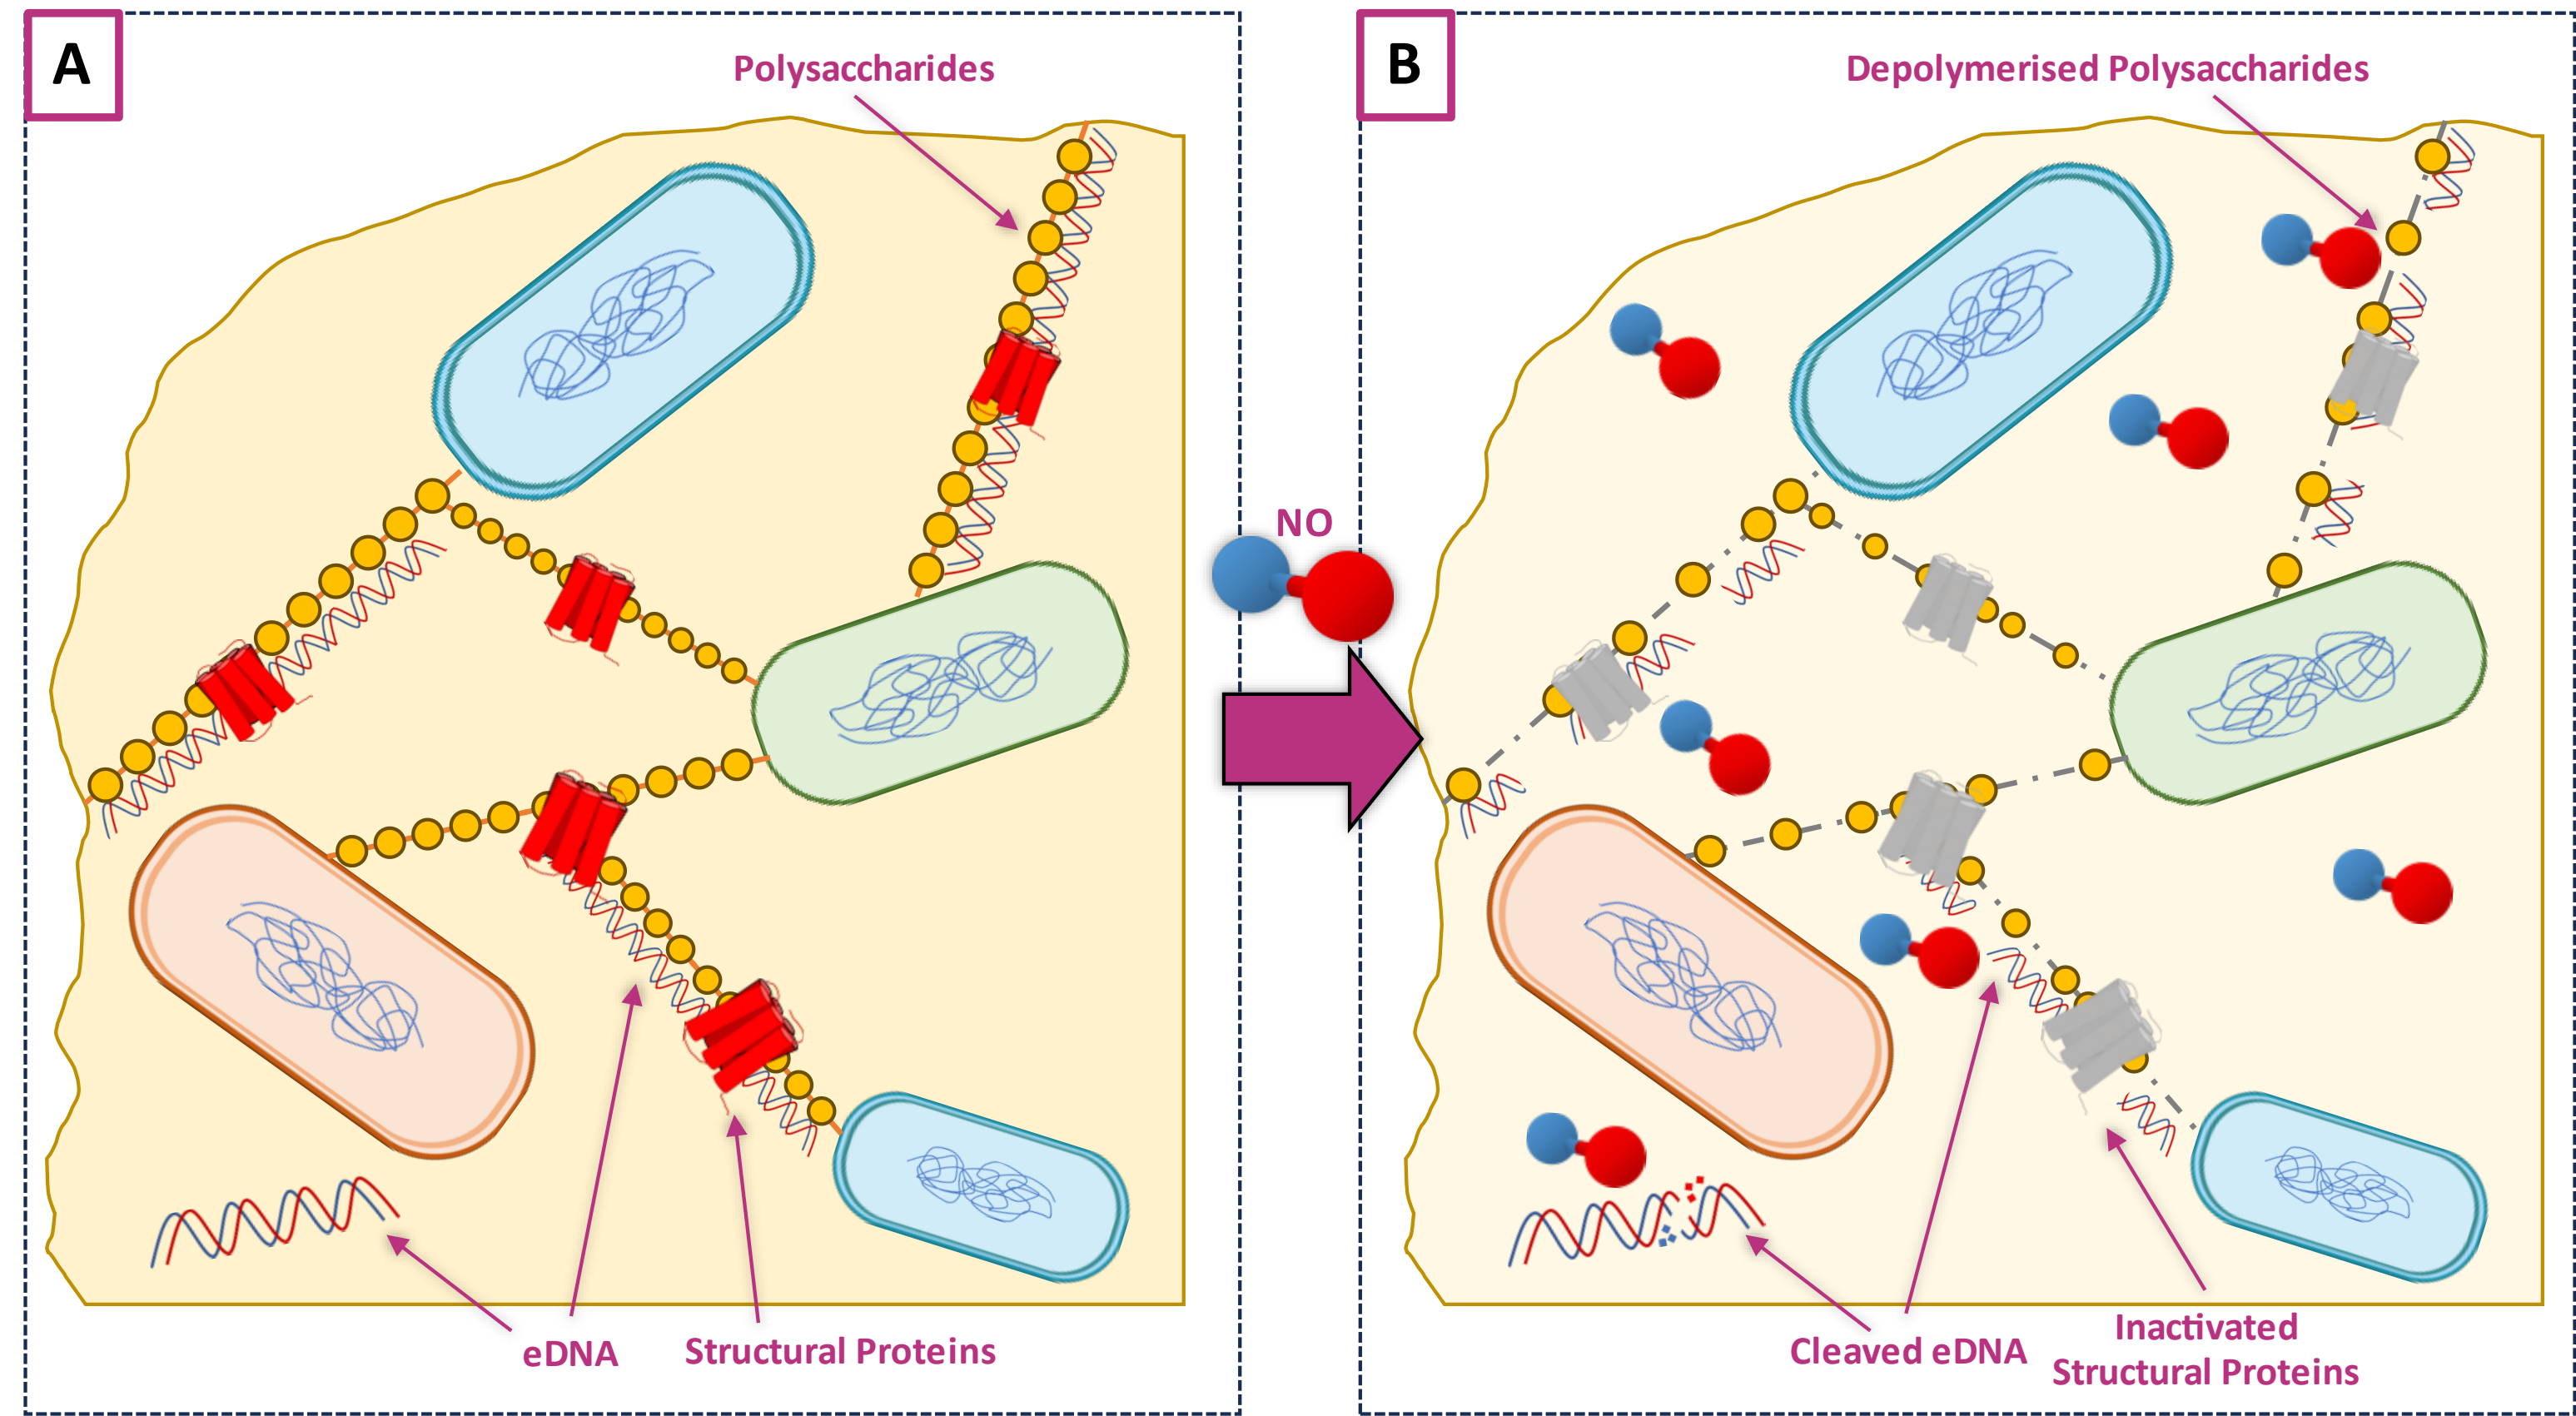 A
Polysaccharides
eDNA
Structural Proteins
NO
B
Depolymerised Polysaccharides
Cleaved eDNA
Inactivated
Structural Proteins